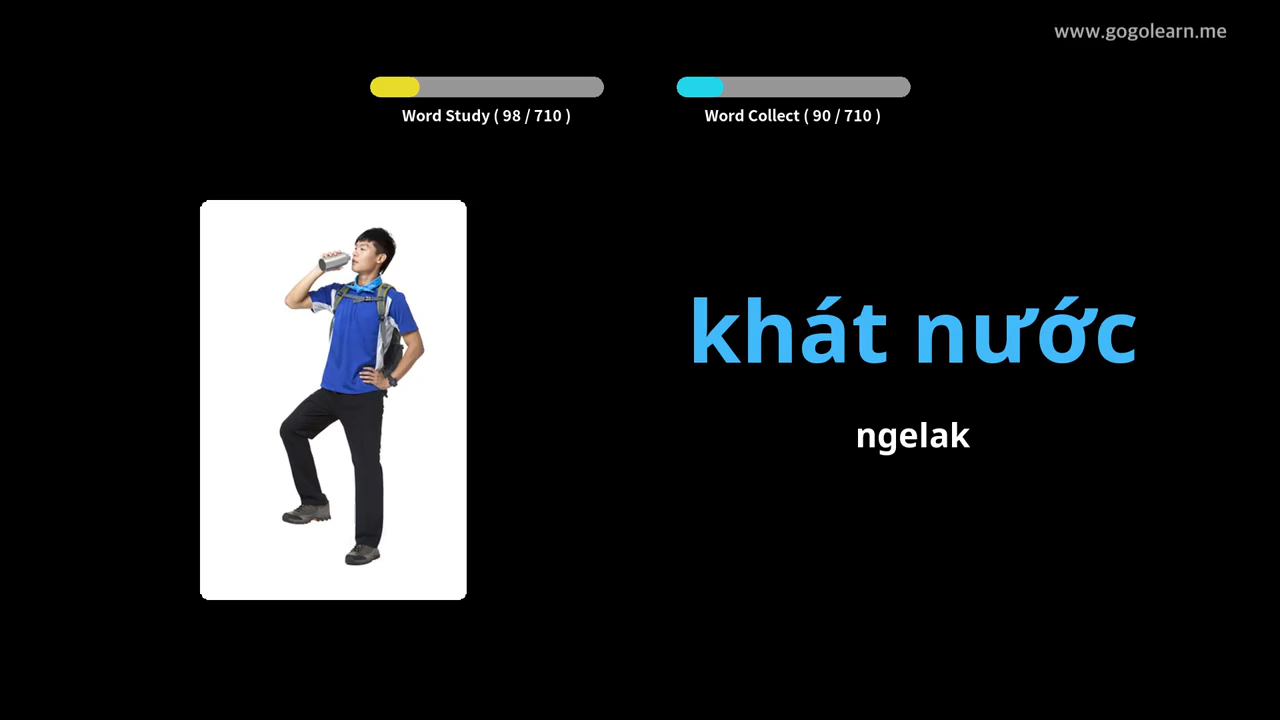 www.gogolearn.me
Word Study ( 98 / 710 )
Word Collect ( 90 / 710 )
khát nước
ngelak